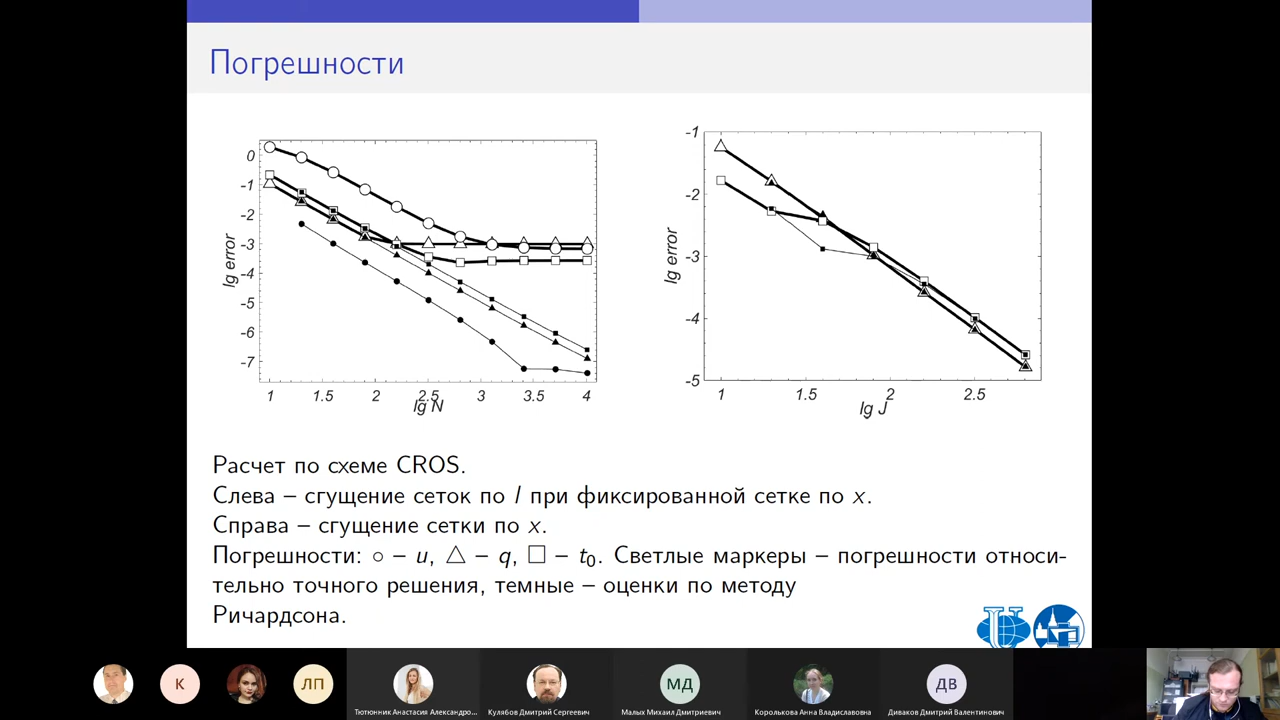 Погрешности
0
-1
-2
-3
-4
-5
-6
-7
lg error
1
1.5
2
2.5
3
3.5
4
lg N
-1
-2
-3
-4
-5
lg error
1
1.5
2
2.5
lg J
Расчет по схеме CROS.
Слева – сгущение сеток по l при фиксированной сетке по x.
Справа – сгущение сетки по x.
Погрешности: ○ – u, △ – q, □ – t₀. Светлые маркеры – погрешности относи-
тельно точного решения, темные – оценки по методу
Ричардсона.
К
ЛП
МД
ДВ
Тютюнник Анастасия Александро...
Кулябов Дмитрий Сергеевич
Малых Михаил Дмитриевич
Королькова Анна Владиславовна
Диваков Дмитрий Валентинович